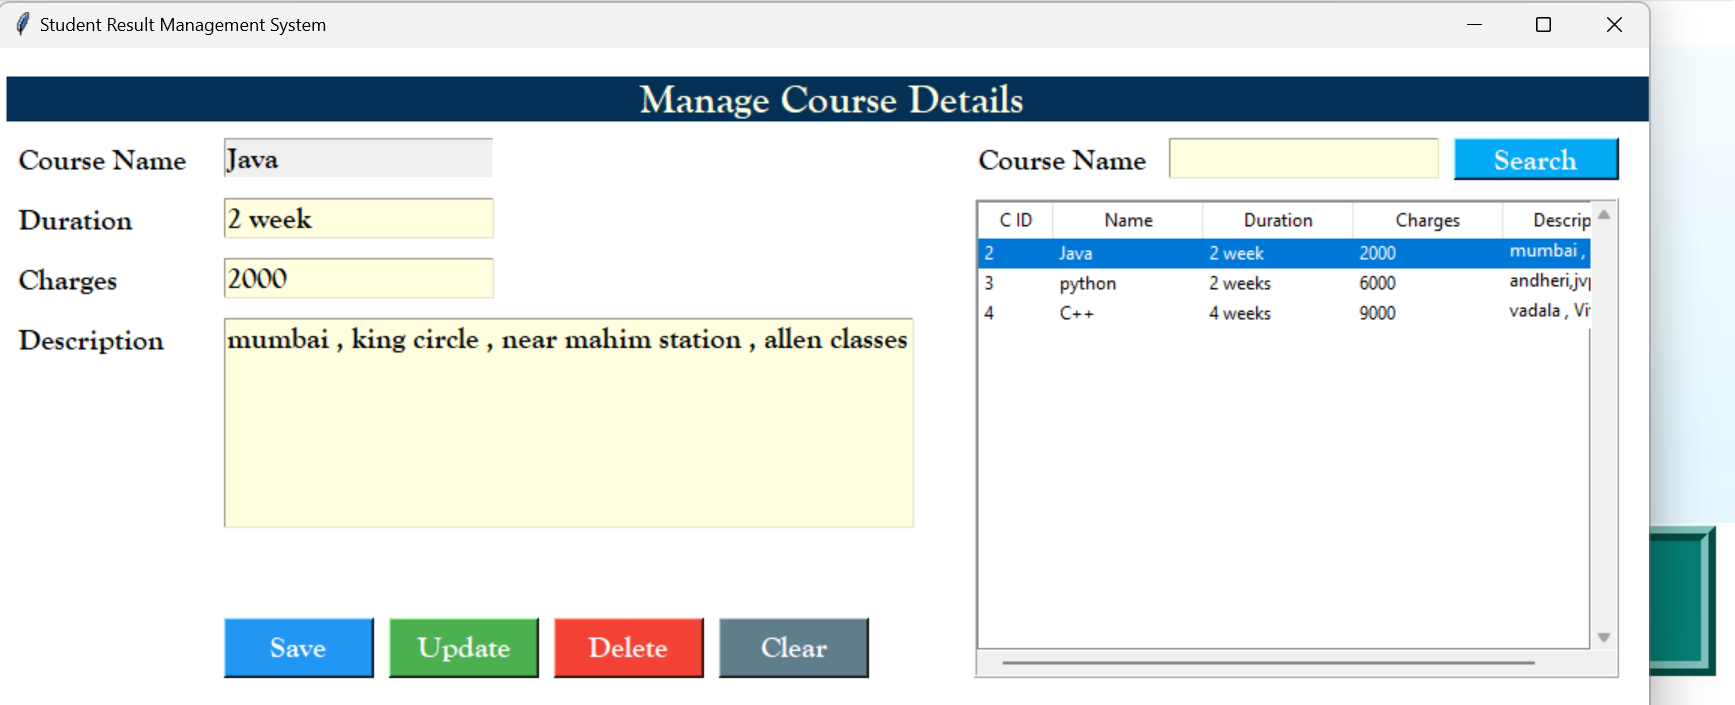 Student Result Management System
Manage Course Details
Course Name Java
Duration 2 week
Charges 2000
Description mumbai , king circle , near mahim station , allen classes
Save Update Delete Clear
Course Name Search
C ID Name Duration Charges Descrip
2 Java 2 week 2000 mumbai ,
3 python 2 weeks 6000 andheri,jvp
4 C++ 4 weeks 9000 vadala , Vi